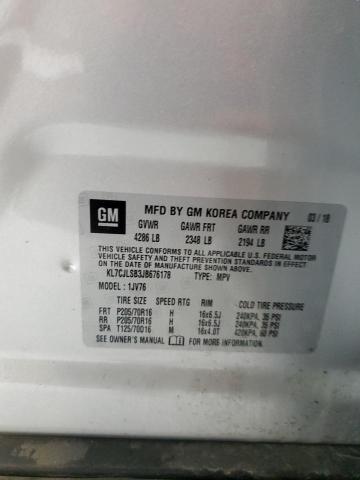 GM
MFD BY GM KOREA COMPANY 03/18
GVWR GAWR FRT GAWR RR
4286 LB 2348 LB 2194 LB
THIS VEHICLE CONFORMS TO ALL APPLICABLE U.S. FEDERAL MOTOR
VEHICLE SAFETY, BUMPER, AND THEFT PREVENTION STANDARDS
IN EFFECT ON THE DATE OF MANUFACTURE SHOWN ABOVE.
KL7CJLSB3JB676178 TYPE: MPV
MODEL: 1JV76
TIRE SIZE SPEED RTG RIM COLD TIRE PRESSURE
FRT P205/70R16 H 16x6.5J 240KPA, 35 PSI
RR P205/70R16 H 16x6.5J 240KPA, 35 PSI
SPA T125/70D16 M 16x4.0T 420KPA, 60 PSI
SEE OWNER'S MANUAL FOR MORE INFORMATION